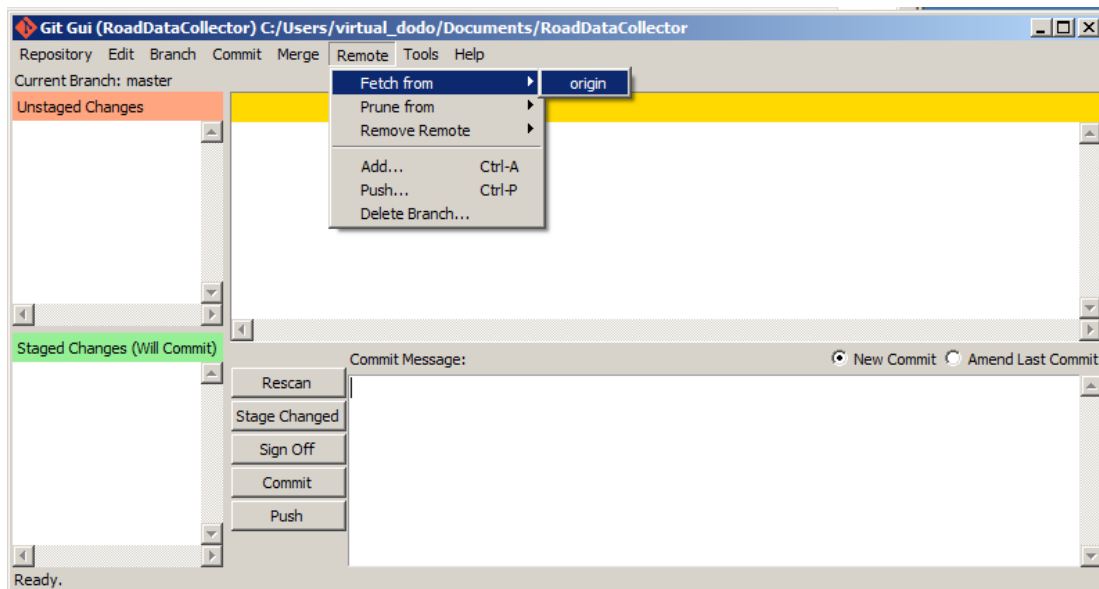 Git Gui (RoadDataCollector) C:/Users/virtual_dodo/Documents/RoadDataCollector
Repository Edit Branch Commit Merge Remote Tools Help
Current Branch: master
Fetch from
origin
Prune from
Remove Remote
Add... Ctrl-A
Push... Ctrl-P
Delete Branch...
Unstaged Changes
Staged Changes (Will Commit)
Commit Message:
New Commit
Amend Last Commit
Rescan
Stage Changed
Sign Off
Commit
Push
Ready.